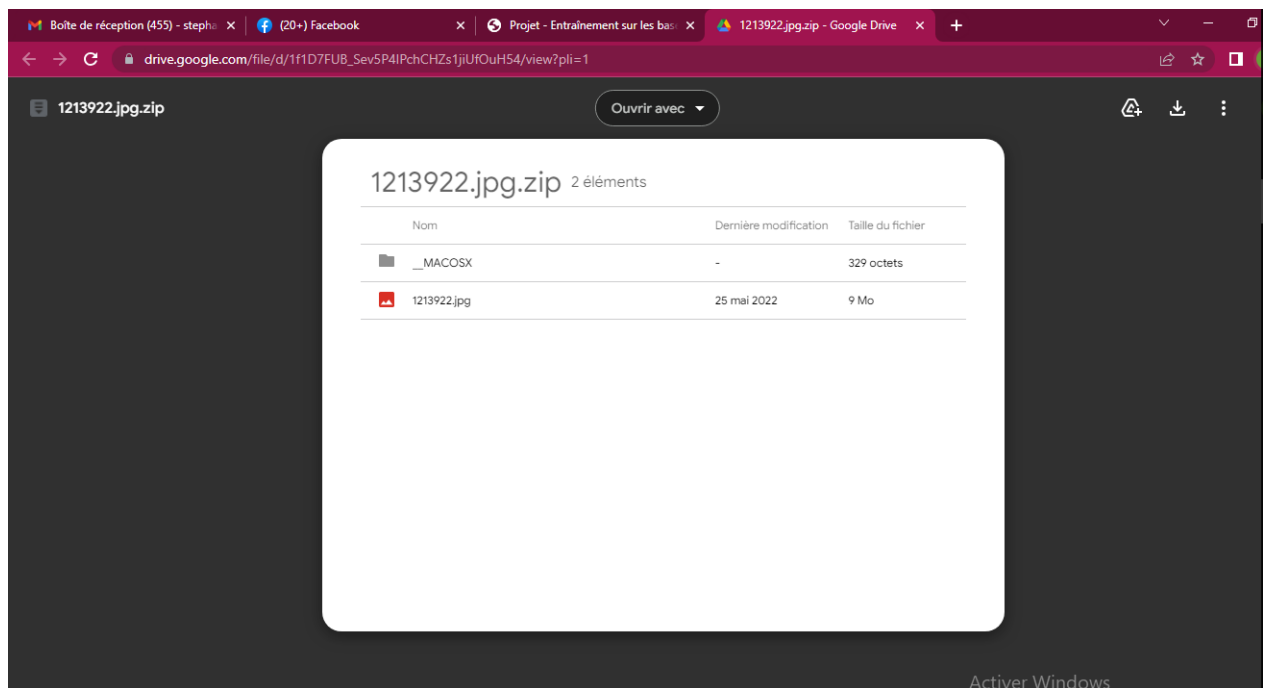 Boîte de réception (455) - stepha
(20+) Facebook
Projet - Entraînement sur les bas
1213922.jpg.zip - Google Drive
drive.google.com/file/d/1f1D7FUB_Sev5P4IPchCHZs1jiUfOuH54/view?pli=1
1213922.jpg.zip
Ouvrir avec
1213922.jpg.zip 2 éléments
Nom Dernière modification Taille du fichier
__MACOSX - 329 octets
1213922.jpg 25 mai 2022 9 Mo
Activer Windows